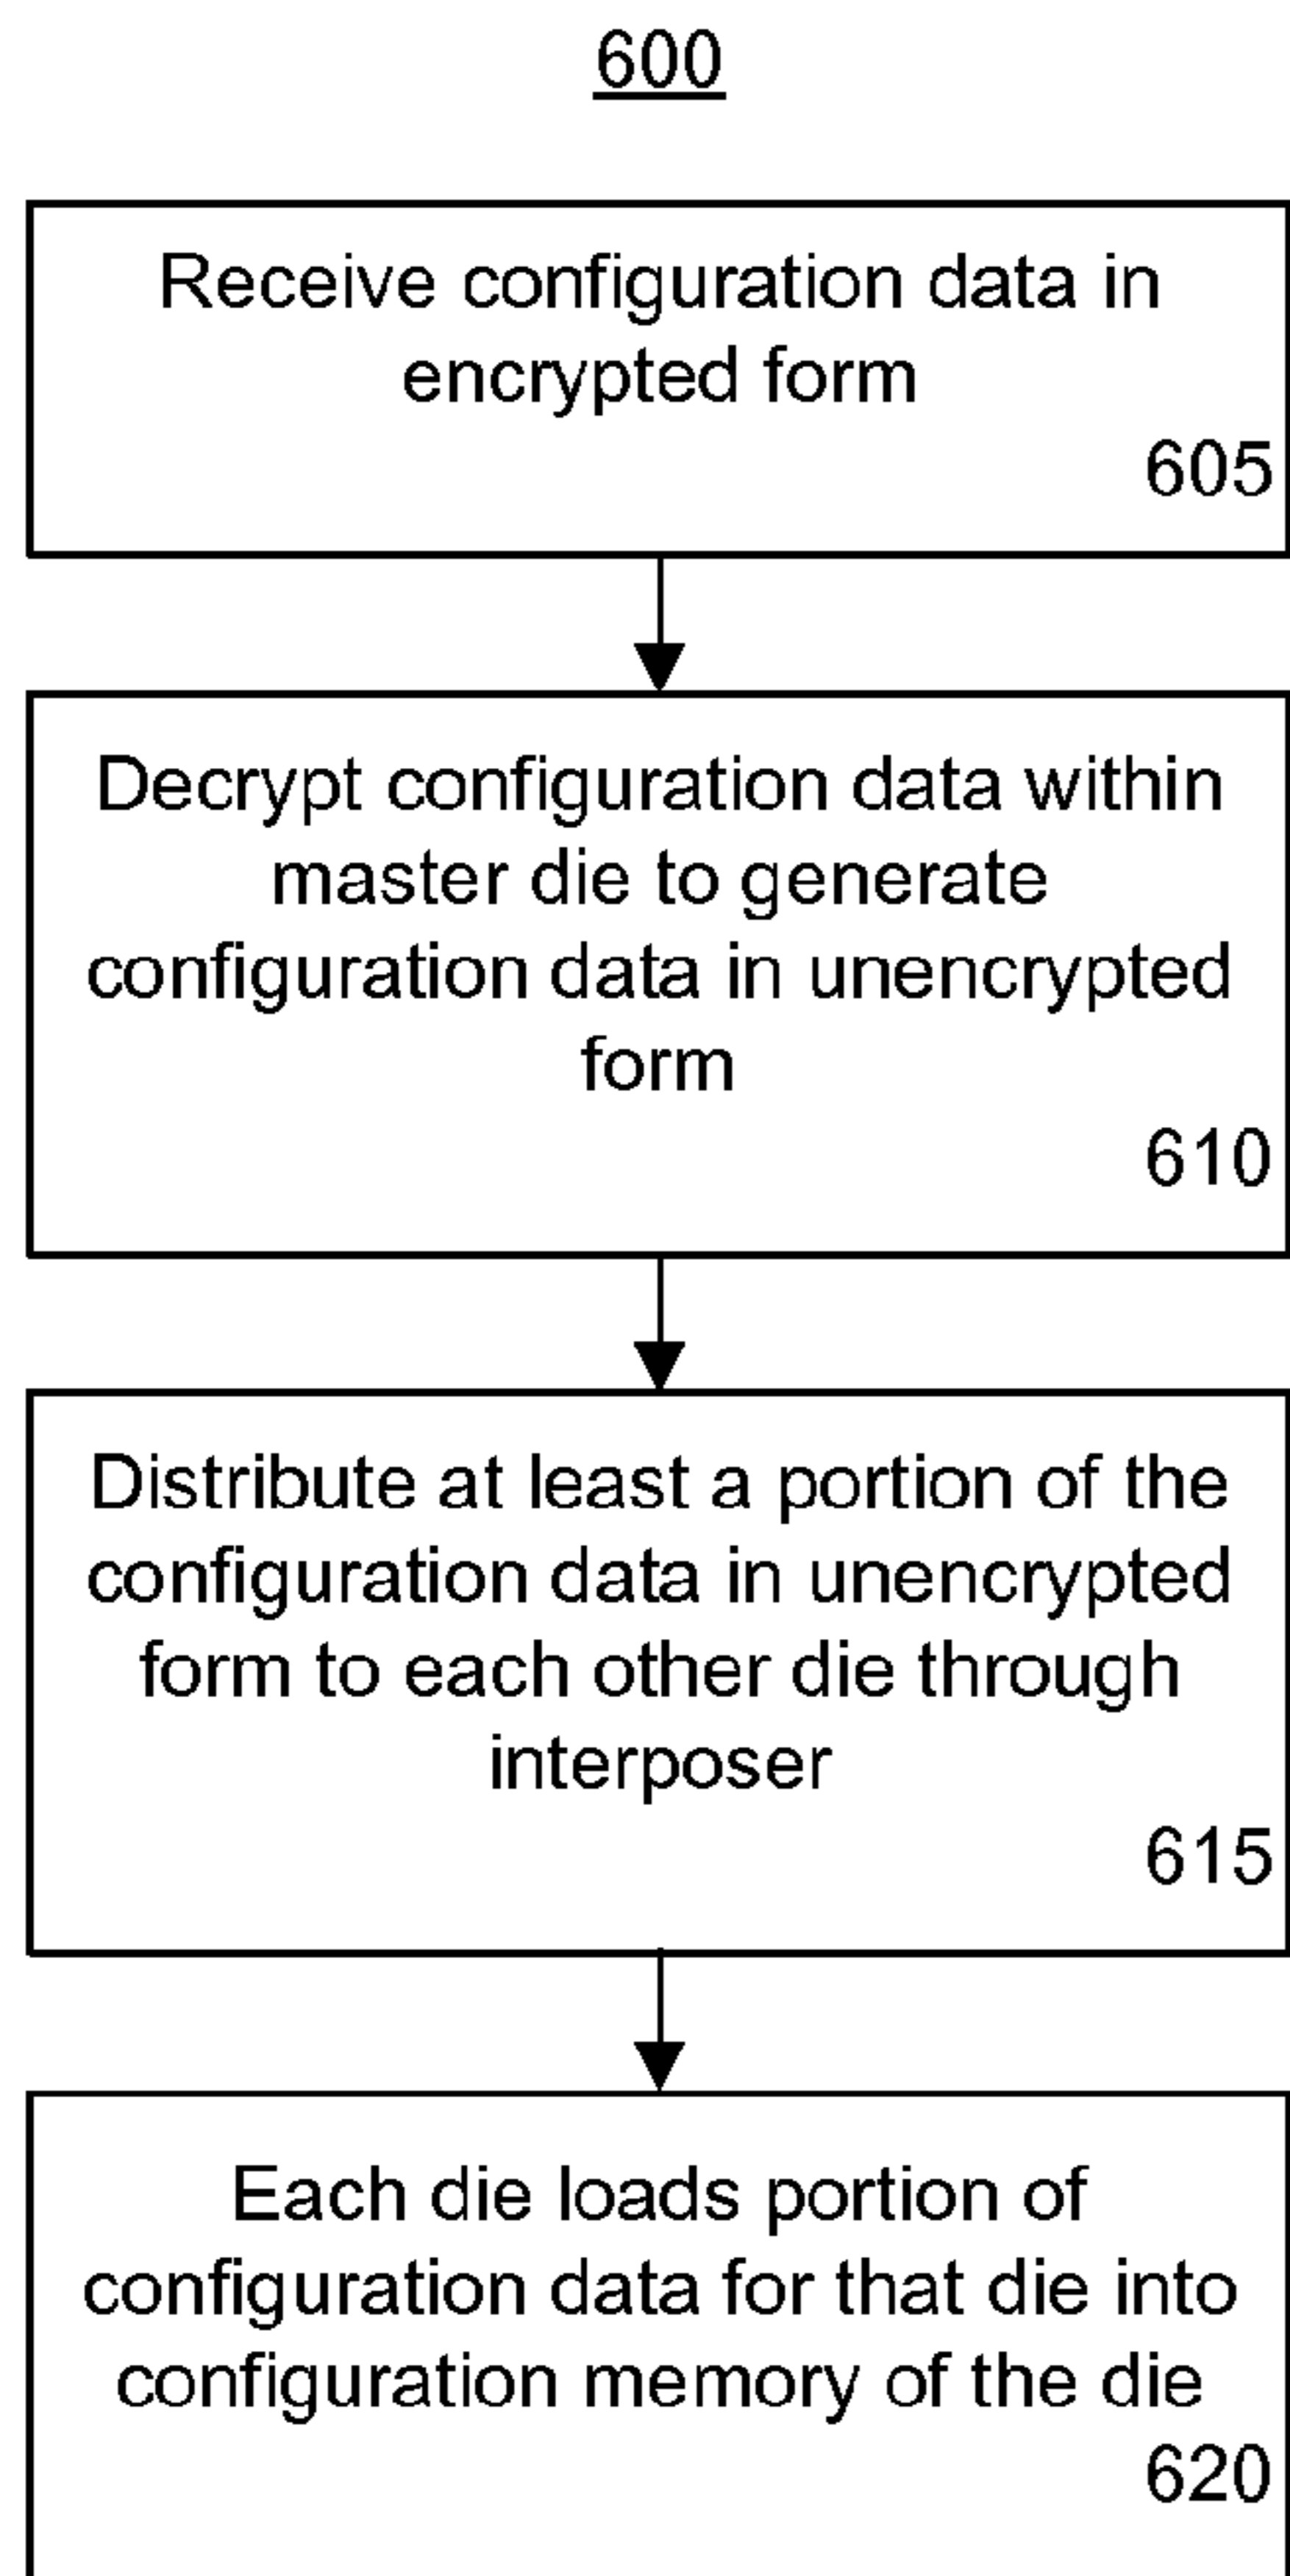 600
Receive configuration data in
encrypted form
605
Decrypt configuration data within
master die to generate
configuration data in unencrypted
form
610
Distribute at least a portion of the
configuration data in unencrypted
form to each other die through
interposer
615
Each die loads portion of
configuration data for that die into
configuration memory of the die
620